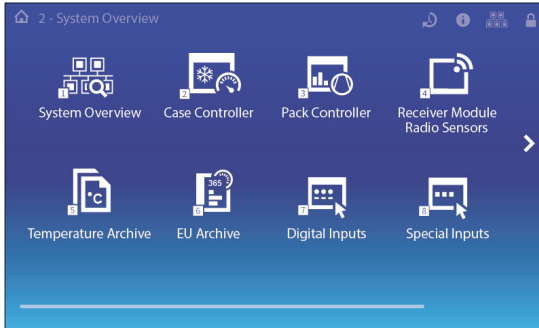 2 - System Overview
1
System Overview
2
Case Controller
3
Pack Controller
4
Receiver Module
Radio Sensors
5
°C
Temperature Archive
6
365
EU Archive
7
Digital Inputs
8
Special Inputs